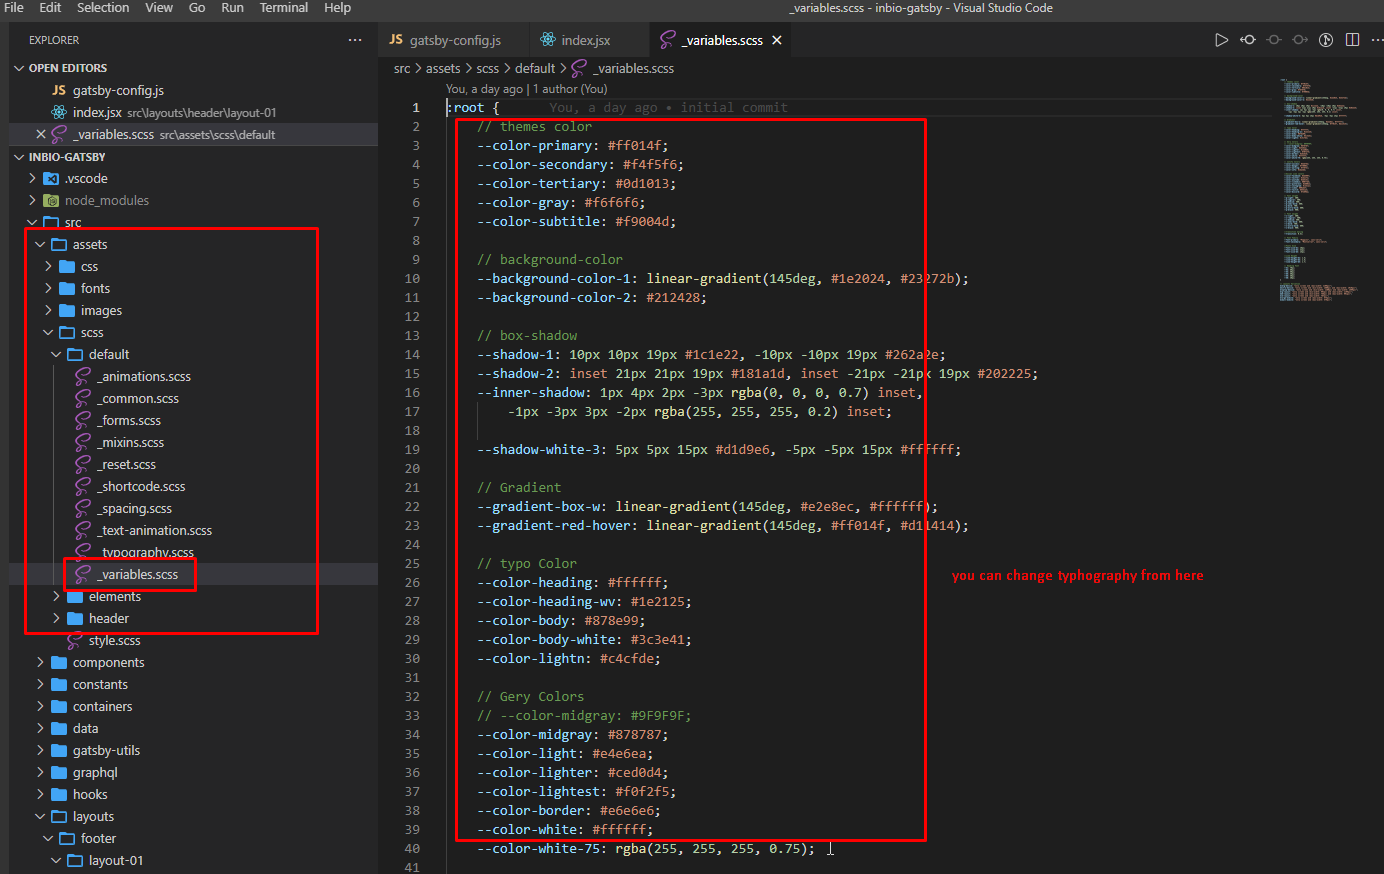 File Edit Selection View Go Run Terminal Help _variables.scss - inbio-gatsby - Visual Studio Code
EXPLORER
OPEN EDITORS
JS gatsby-config.js
index.jsx src\layouts\header\layout-01
_variables.scss src\assets\scss\default
INBIO-GATSBY
.vscode
node_modules
src
assets
css
fonts
images
scss
default
_animations.scss
_common.scss
_forms.scss
_mixins.scss
_reset.scss
_shortcode.scss
_spacing.scss
_text-animation.scss
_typography.scss
_variables.scss
elements
header
style.scss
components
constants
containers
data
gatsby-utils
graphql
hooks
layouts
footer
layout-01
JS gatsby-config.js index.jsx _variables.scss
src > assets > scss > default > _variables.scss
You, a day ago | 1 author (You)
1 :root { You, a day ago • initial commit
2 // themes color
3 --color-primary: #ff014f;
4 --color-secondary: #f4f5f6;
5 --color-tertiary: #0d1013;
6 --color-gray: #f6f6f6;
7 --color-subtitle: #f9004d;
8
9 // background-color
10 --background-color-1: linear-gradient(145deg, #1e2024, #23272b);
11 --background-color-2: #212428;
12
13 // box-shadow
14 --shadow-1: 10px 10px 19px #1c1e22, -10px -10px 19px #262a2e;
15 --shadow-2: inset 21px 21px 19px #181a1d, inset -21px -21px 19px #202225;
16 --inner-shadow: 1px 4px 2px -3px rgba(0, 0, 0, 0.7) inset,
17 -1px -3px 3px -2px rgba(255, 255, 255, 0.2) inset;
18
19 --shadow-white-3: 5px 5px 15px #d1d9e6, -5px -5px 15px #ffffff;
20
21 // Gradient
22 --gradient-box-w: linear-gradient(145deg, #e2e8ec, #ffffff);
23 --gradient-red-hover: linear-gradient(145deg, #ff014f, #d11414);
24
25 // typo Color
26 --color-heading: #ffffff;
27 --color-heading-wv: #1e2125;
28 --color-body: #878e99;
29 --color-body-white: #3c3e41;
30 --color-lightn: #c4cfde;
31
32 // Gery Colors
33 // --color-midgray: #9F9F9F;
34 --color-midgray: #878787;
35 --color-light: #e4e6ea;
36 --color-lighter: #ced0d4;
37 --color-lightest: #f0f2f5;
38 --color-border: #e6e6e6;
39 --color-white: #ffffff;
40 --color-white-75: rgba(255, 255, 255, 0.75);
41
you can change typhography from here